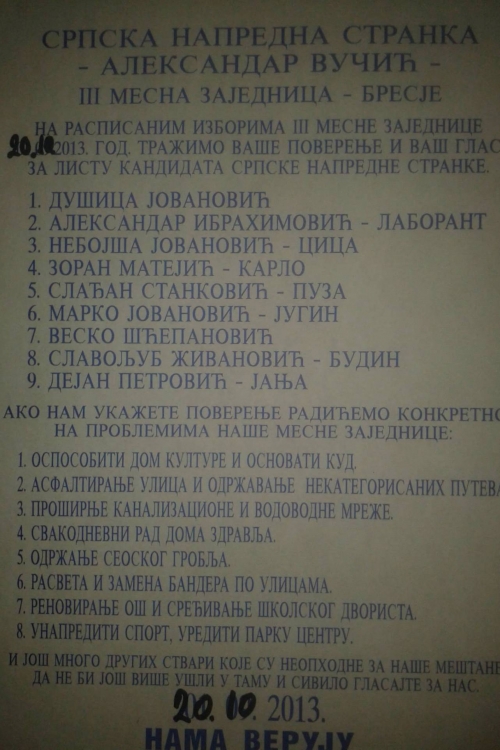 СРПСКА НАПРЕДНА СТРАНКА
- АЛЕКСАНДАР ВУЧИЋ -
III МЕСНА ЗАЈЕДНИЦА - БРЕСЈЕ
НА РАСПИСАНИМ ИЗБОРИМА III МЕСНЕ ЗАЈЕДНИЦЕ
20.10.2013. ГОД. ТРАЖИМО ВАШЕ ПОВЕРЕЊЕ И ВАШ ГЛАС
ЗА ЛИСТУ КАНДИДАТА СРПСКЕ НАПРЕДНЕ СТРАНКЕ.
1. ДУШИЦА ЈОВАНОВИЋ
2. АЛЕКСАНДАР ИБРАХИМОВИЋ - ЛАБОРАНТ
3. НЕБОЈША ЈОВАНОВИЋ - ЦИЦА
4. ЗОРАН МАТЕЈИЋ - КАРЛО
5. СЛАЂАН СТАНКОВИЋ - ПУЗА
6. МАРКО ЈОВАНОВИЋ - ЈУГИН
7. ВЕСКО ШЋЕПАНОВИЋ
8. СЛАВОЉУБ ЖИВАНОВИЋ - БУДИН
9. ДЕЈАН ПЕТРОВИЋ - ЈАЊА
АКО НАМ УКАЖЕТЕ ПОВЕРЕЊЕ РАДИЋЕМО КОНКРЕТНО
НА ПРОБЛЕМИМА НАШЕ МЕСНЕ ЗАЈЕДНИЦЕ:
1. ОСПОСОБИТИ ДОМ КУЛТУРЕ И ОСНОВАТИ КУД.
2. АСФАЛТИРАЊЕ УЛИЦА И ОДРЖАВАЊЕ НЕКАТЕГОРИСАНИХ ПУТЕВА
3. ПРОШИРЊЕ КАНАЛИЗАЦИОНЕ И ВОДОВОДНЕ МРЕЖЕ.
4. СВАКОДНЕВНИ РАД ДОМА ЗДРАВЉА.
5. ОДРЖАЊЕ СЕОСКОГ ГРОБЉА.
6. РАСВЕТА И ЗАМЕНА БАНДЕРА ПО УЛИЦАМА.
7. РЕНОВИРАЊЕ ОШ И СРЕЂИВАЊЕ ШКОЛСКОГ ДВОРИСТА.
8. УНАПРЕДИТИ СПОРТ, УРЕДИТИ ПАРКУ ЦЕНТРУ.
И ЈОШ МНОГО ДРУГИХ СТВАРИ КОЈЕ СУ НЕОПХОДНЕ ЗА НАШЕ МЕШТАНЕ
ДА НЕ БИ ЈОШ ВИШЕ УШЛИ У ТАМУ И СИВИЛО ГЛАСАЈТЕ ЗА НАС.
20.10.2013.
НАМА ВЕРУЈУ